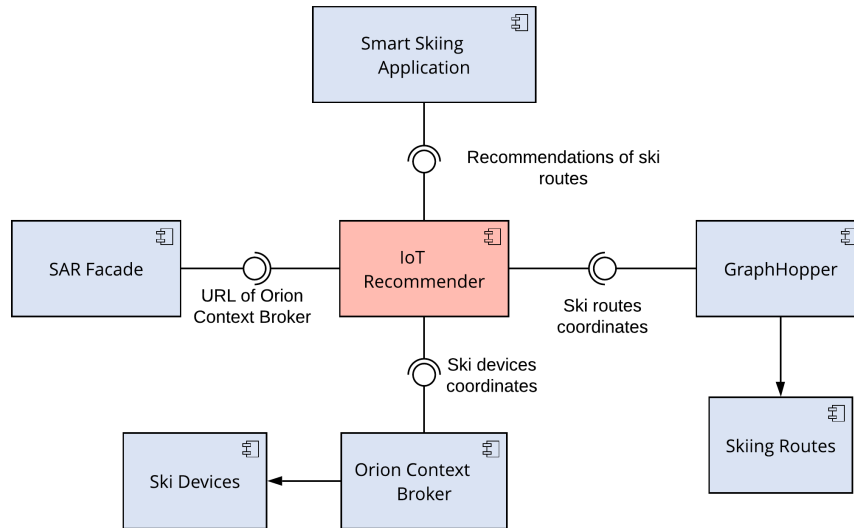 Smart Skiing
Application
Recommendations of ski
routes
SAR Facade
URL of Orion
Context Broker
IoT
Recommender
Ski routes
coordinates
GraphHopper
Ski devices
coordinates
Skiing Routes
Ski Devices
Orion Context
Broker